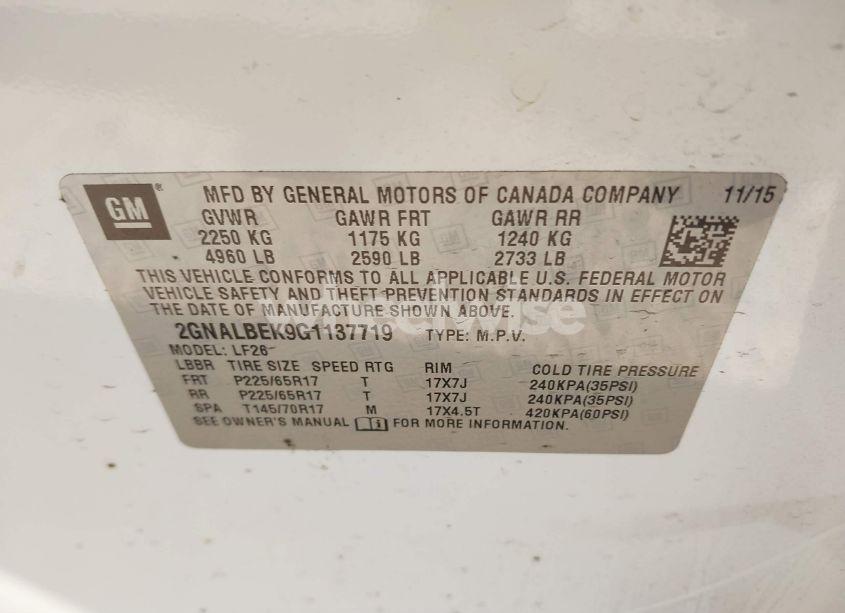 GM ® MFD BY GENERAL MOTORS OF CANADA COMPANY 11/15
GVWR GAWR FRT GAWR RR
2250 KG 1175 KG 1240 KG
4960 LB 2590 LB 2733 LB
THIS VEHICLE CONFORMS TO ALL APPLICABLE U.S. FEDERAL MOTOR
VEHICLE SAFETY AND THEFT PREVENTION STANDARDS IN EFFECT ON
THE DATE OF MANUFACTURE SHOWN ABOVE.
2GNALBEK9G1137719 TYPE: M.P.V.
MODEL: LF26
LBBR TIRE SIZE SPEED RTG RIM COLD TIRE PRESSURE
FRT P225/65R17 T 17X7J 240KPA(35PSI)
RR P225/65R17 T 17X7J 240KPA(35PSI)
SPA T145/70R17 M 17X4.5T 420KPA(60PSI)
SEE OWNER'S MANUAL FOR MORE INFORMATION.